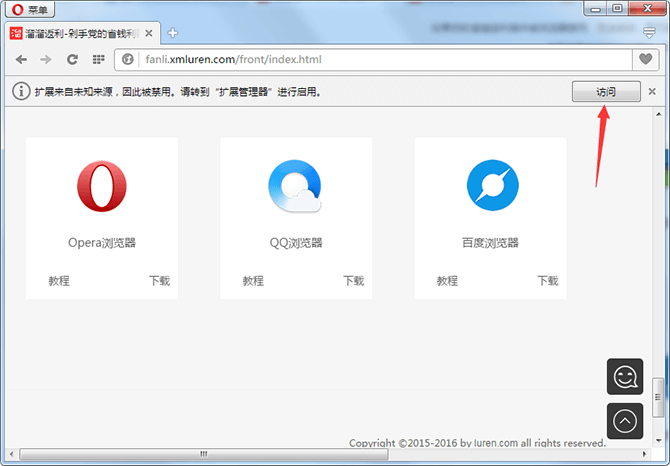 菜单
溜溜返利-剁手党的省钱利
fanli.xmluren.com/front/index.html
扩展来自未知来源，因此被禁用。请转到“扩展管理器”进行启用。
访问
Opera浏览器
QQ浏览器
百度浏览器
教程 下载
教程 下载
教程 下载
Copyright ©2015-2016 by luren.com all rights reserved.